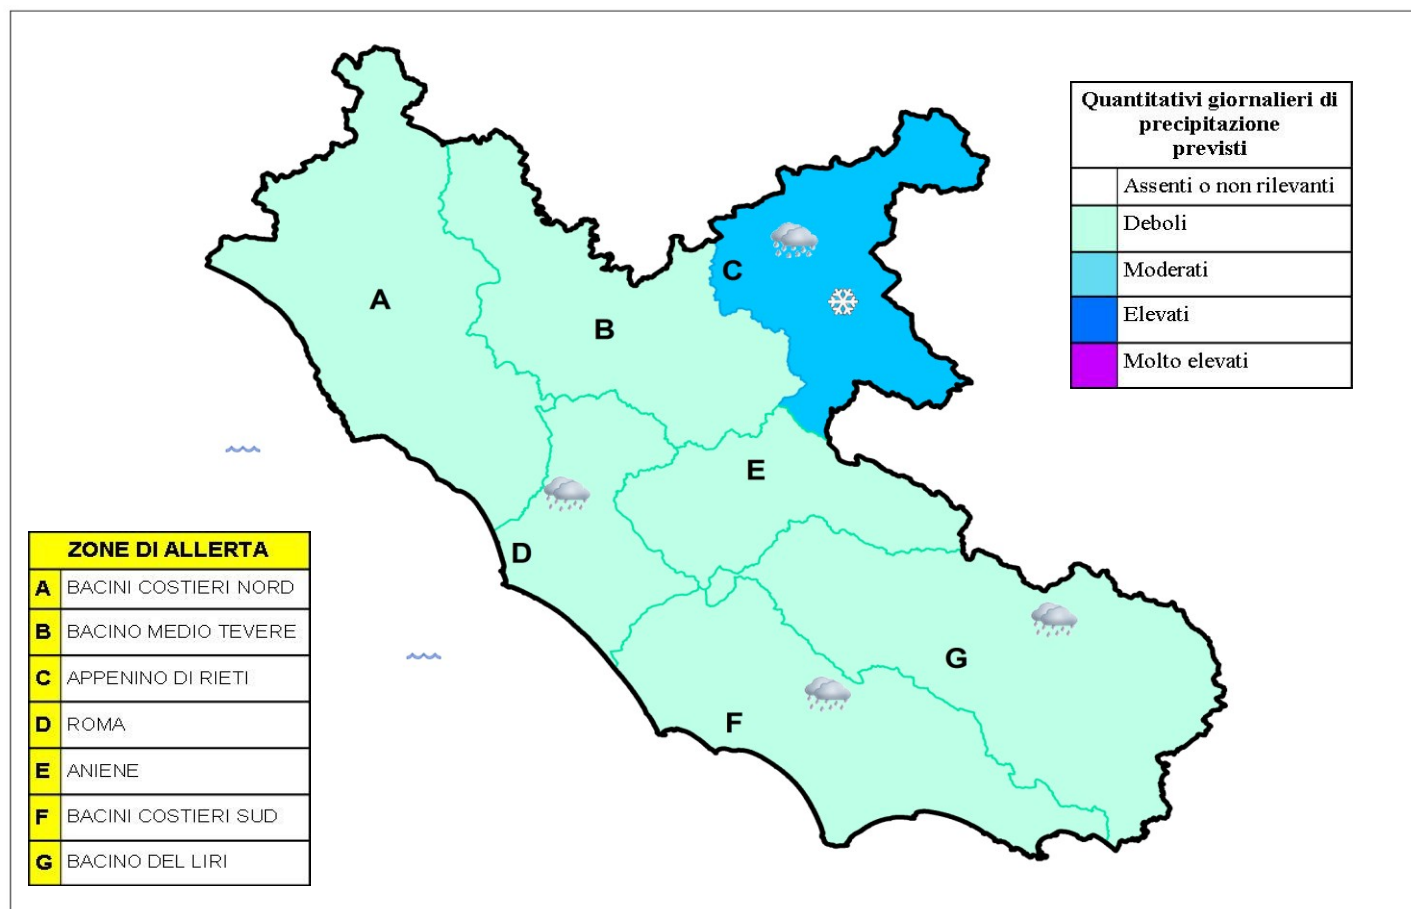 Quantitativi giornalieri di
precipitazione
previsti
Assenti o non rilevanti
Deboli
Moderati
Elevati
Molto elevati
A
B
C
D
E
F
G
ZONE DI ALLERTA
A BACINI COSTIERI NORD
B BACINO MEDIO TEVERE
C APPENINO DI RIETI
D ROMA
E ANIENE
F BACINI COSTIERI SUD
G BACINO DEL LIRI